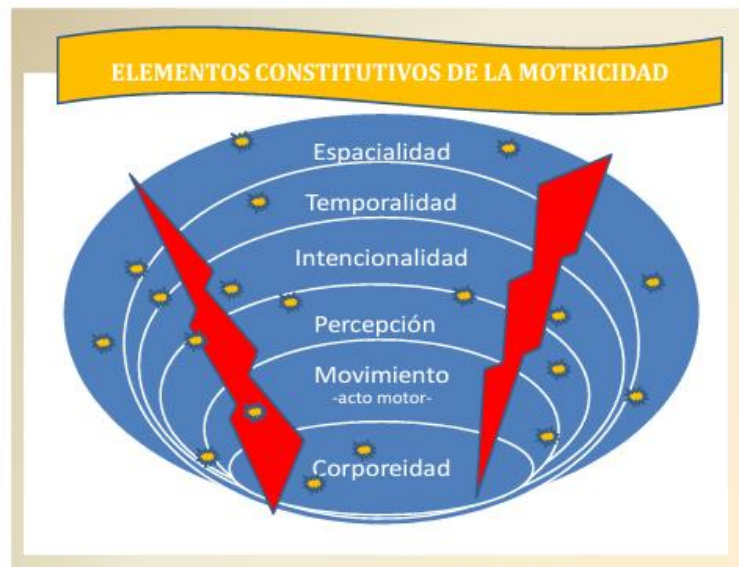 ELEMENTOS CONSTITUTIVOS DE LA MOTRICIDAD
Espacialidad
Temporalidad
Intencionalidad
Percepción
Movimiento
-acto motor-
Corporeidad